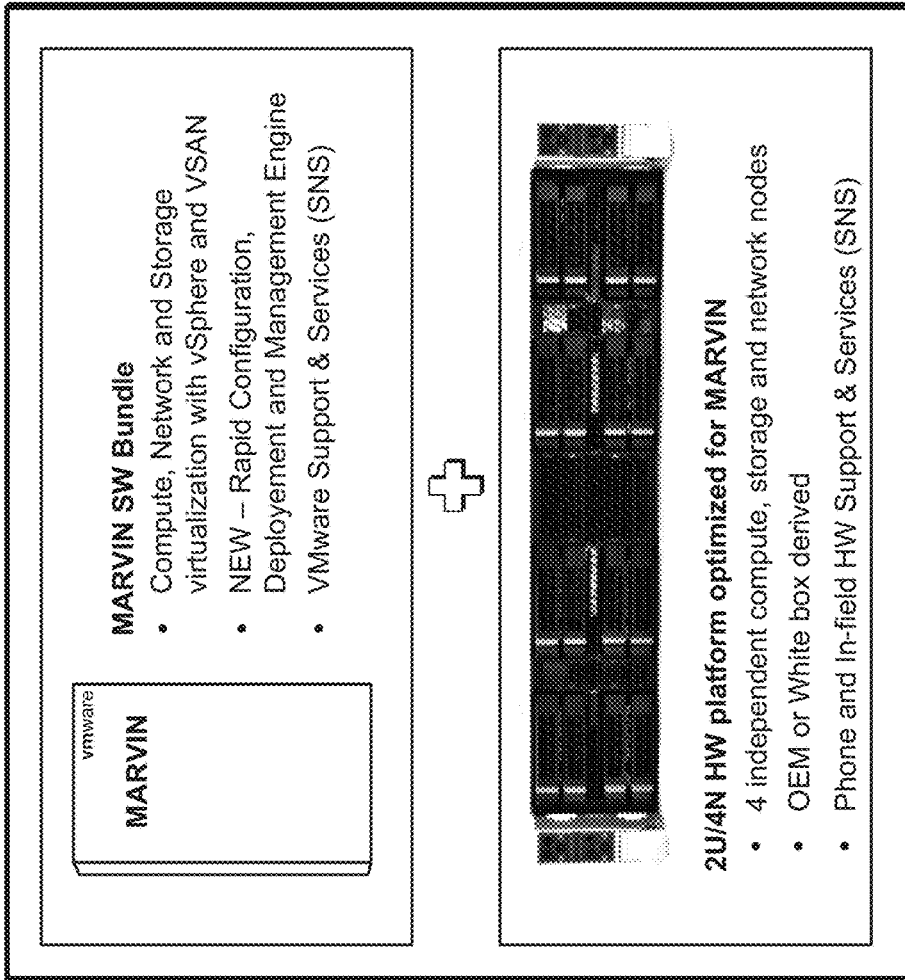 vmware
MARVIN
MARVIN SW Bundle
• Compute, Network and Storage
virtualization with vSphere and VSAN
• NEW – Rapid Configuration,
Deployement and Management Engine
• VMware Support & Services (SNS)
2U/4N HW platform optimized for MARVIN
• 4 independent compute, storage and network nodes
• OEM or White box derived
• Phone and In-field HW Support & Services (SNS)